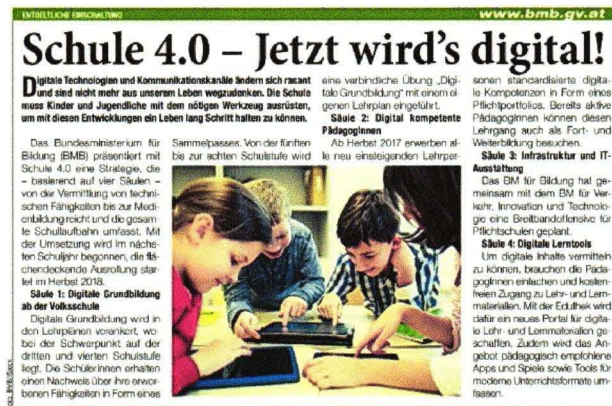 ENTGELTLICHE EINSCHALTUNG
www.bmb.gv.at
Schule 4.0 – Jetzt wird's digital!
Digitale Technologien und Kommunikationskanäle ändern sich rasant
und sind nicht mehr aus unserem Leben wegzudenken. Die Schule
muss Kinder und Jugendliche mit dem nötigen Werkzeug ausrüsten,
um mit diesen Entwicklungen ein Leben lang Schritt halten zu können.
Das Bundesministerium für
Bildung (BMB) präsentiert mit
Schule 4.0 eine Strategie, die
– basierend auf vier Säulen –
von der Vermittlung von techni-
schen Fähigkeiten bis zur Medi-
enbildung reicht und die gesam-
te Schullaufbahn umfasst. Mit
der Umsetzung wird im nächs-
ten Schuljahr begonnen, die flä-
chendeckende Ausrollung star-
tet im Herbst 2018.
Säule 1: Digitale Grundbildung
ab der Volksschule
Digitale Grundbildung wird in
den Lehrplänen verankert, wo-
bei der Schwerpunkt auf der
dritten und vierten Schulstufe
liegt. Die SchülerInnen erhalten
einen Nachweis über ihre erwor-
benen Fähigkeiten in Form eines
Sammelpasses. Von der fünften
bis zur achten Schulstufe wird
eine verbindliche Übung „Digi-
tale Grundbildung" mit einem ei-
genen Lehrplan eingeführt.
Säule 2: Digital kompetente
PädagogInnen
Ab Herbst 2017 erwerben al-
le neu einsteigenden Lehrper-
sonen standardisierte digita-
le Kompetenzen in Form eines
Pflichtportfolios. Bereits aktive
PädagogInnen können diesen
Lehrgang auch als Fort- und
Weiterbildung besuchen.
Säule 3: Infrastruktur und IT-
Ausstattung
Das BM für Bildung hat ge-
meinsam mit dem BM für Ver-
kehr, Innovation und Technolo-
gie eine Breitbandoffensive für
Pflichtschulen geplant.
Säule 4: Digitale Lerntools
Um digitale Inhalte vermitteln
zu können, brauchen die Päda-
gogInnen einfachen und kosten-
freien Zugang zu Lehr- und Lern-
materialien. Mit der Eduthek wird
dafür ein neues Portal für digita-
le Lehr- und Lernmaterialien ge-
schaffen. Zudem wird das An-
gebot pädagogisch empfohlene
Apps und Spiele sowie Tools für
moderne Unterrichtsformate um-
fassen.